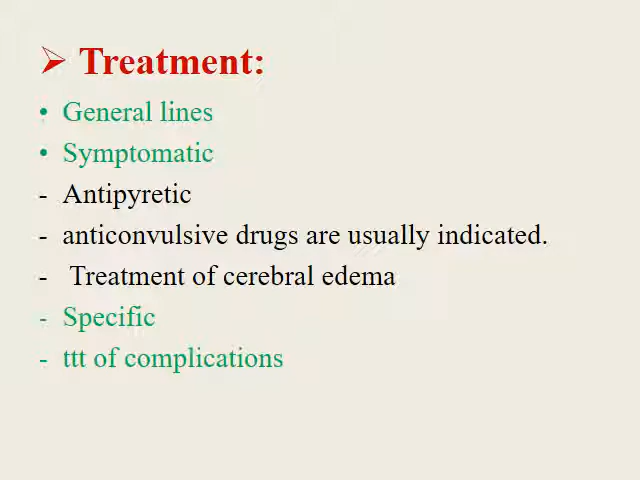 ➢ Treatment:
• General lines
• Symptomatic
- Antipyretic
- anticonvulsive drugs are usually indicated.
- Treatment of cerebral edema
- Specific
- ttt of complications